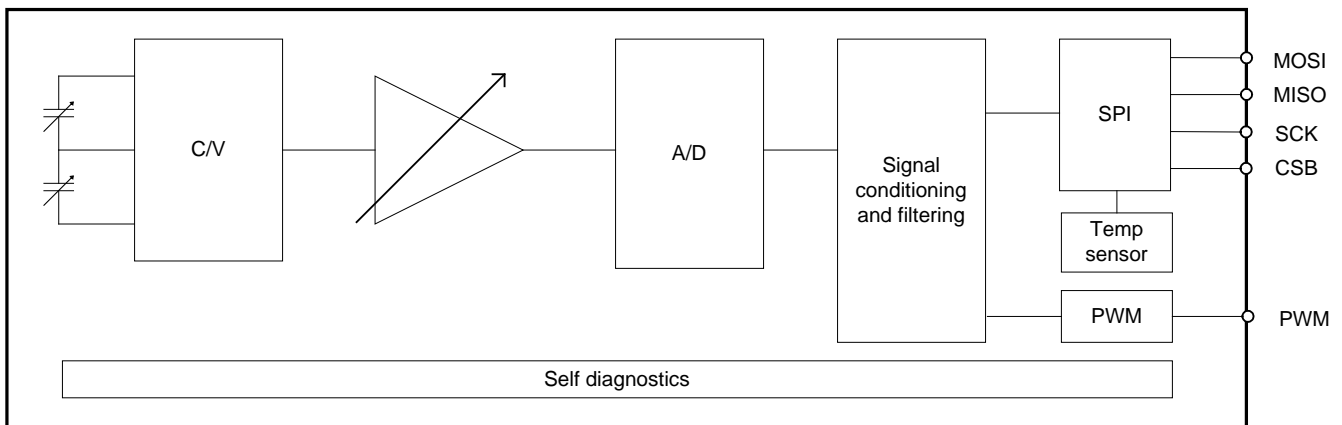 C/V
A/D
Signal
conditioning
and filtering
SPI
MOSI
MISO
SCK
CSB
Temp
sensor
PWM
PWM
Self diagnostics